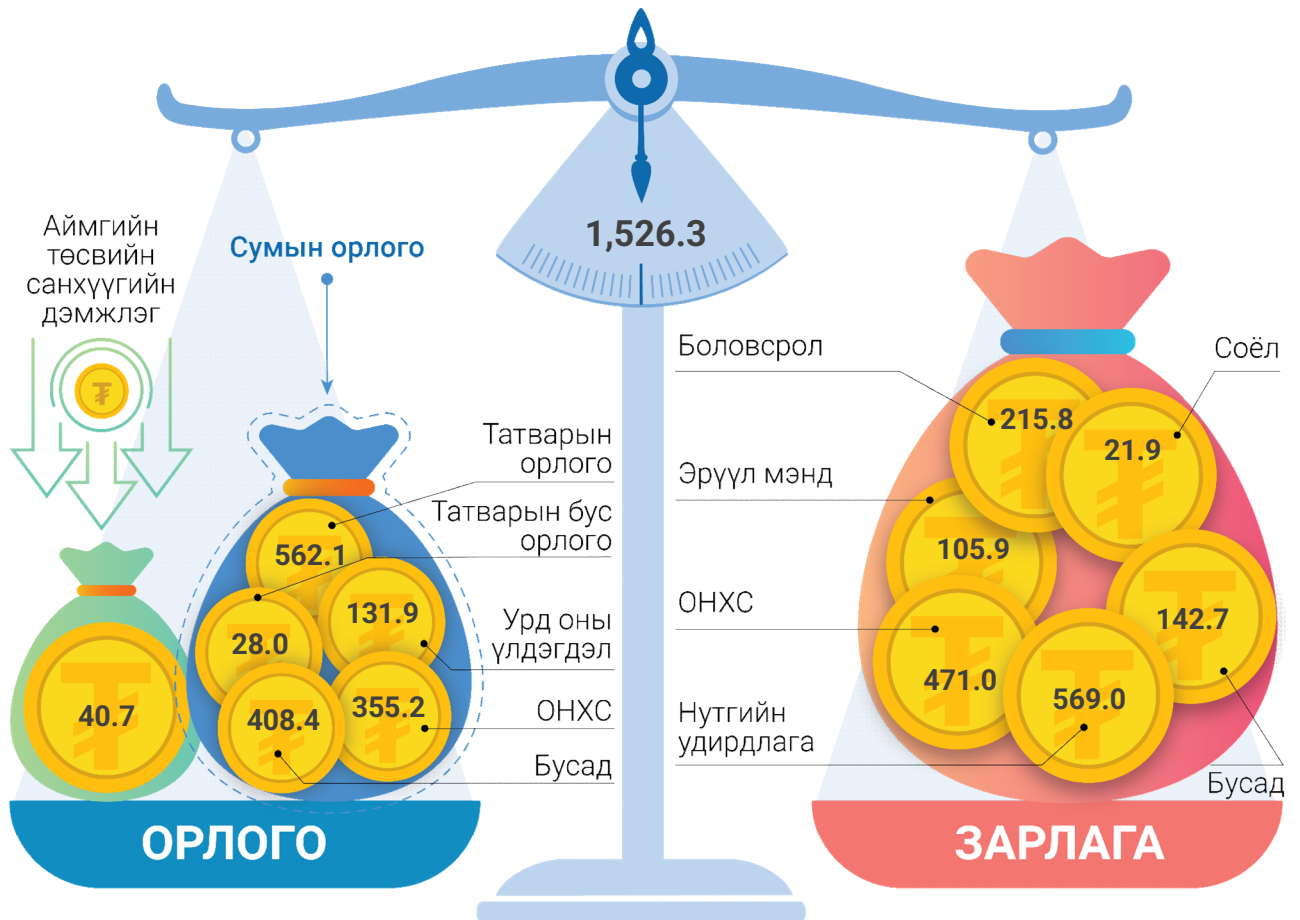 1,526.3
Аймгийн
төсвийн
санхүүгийн
дэмжлэг
Сумын орлого
Татварын
орлого
Татварын бус
орлого
Урд оны
үлдэгдэл
ОНХС
Бусад
562.1
131.9
28.0
355.2
408.4
40.7
ОРЛОГО
Боловсрол
Соёл
Эрүүл мэнд
ОНХС
Нутгийн
удирдлага
Бусад
215.8
21.9
105.9
142.7
471.0
569.0
ЗАРЛАГА